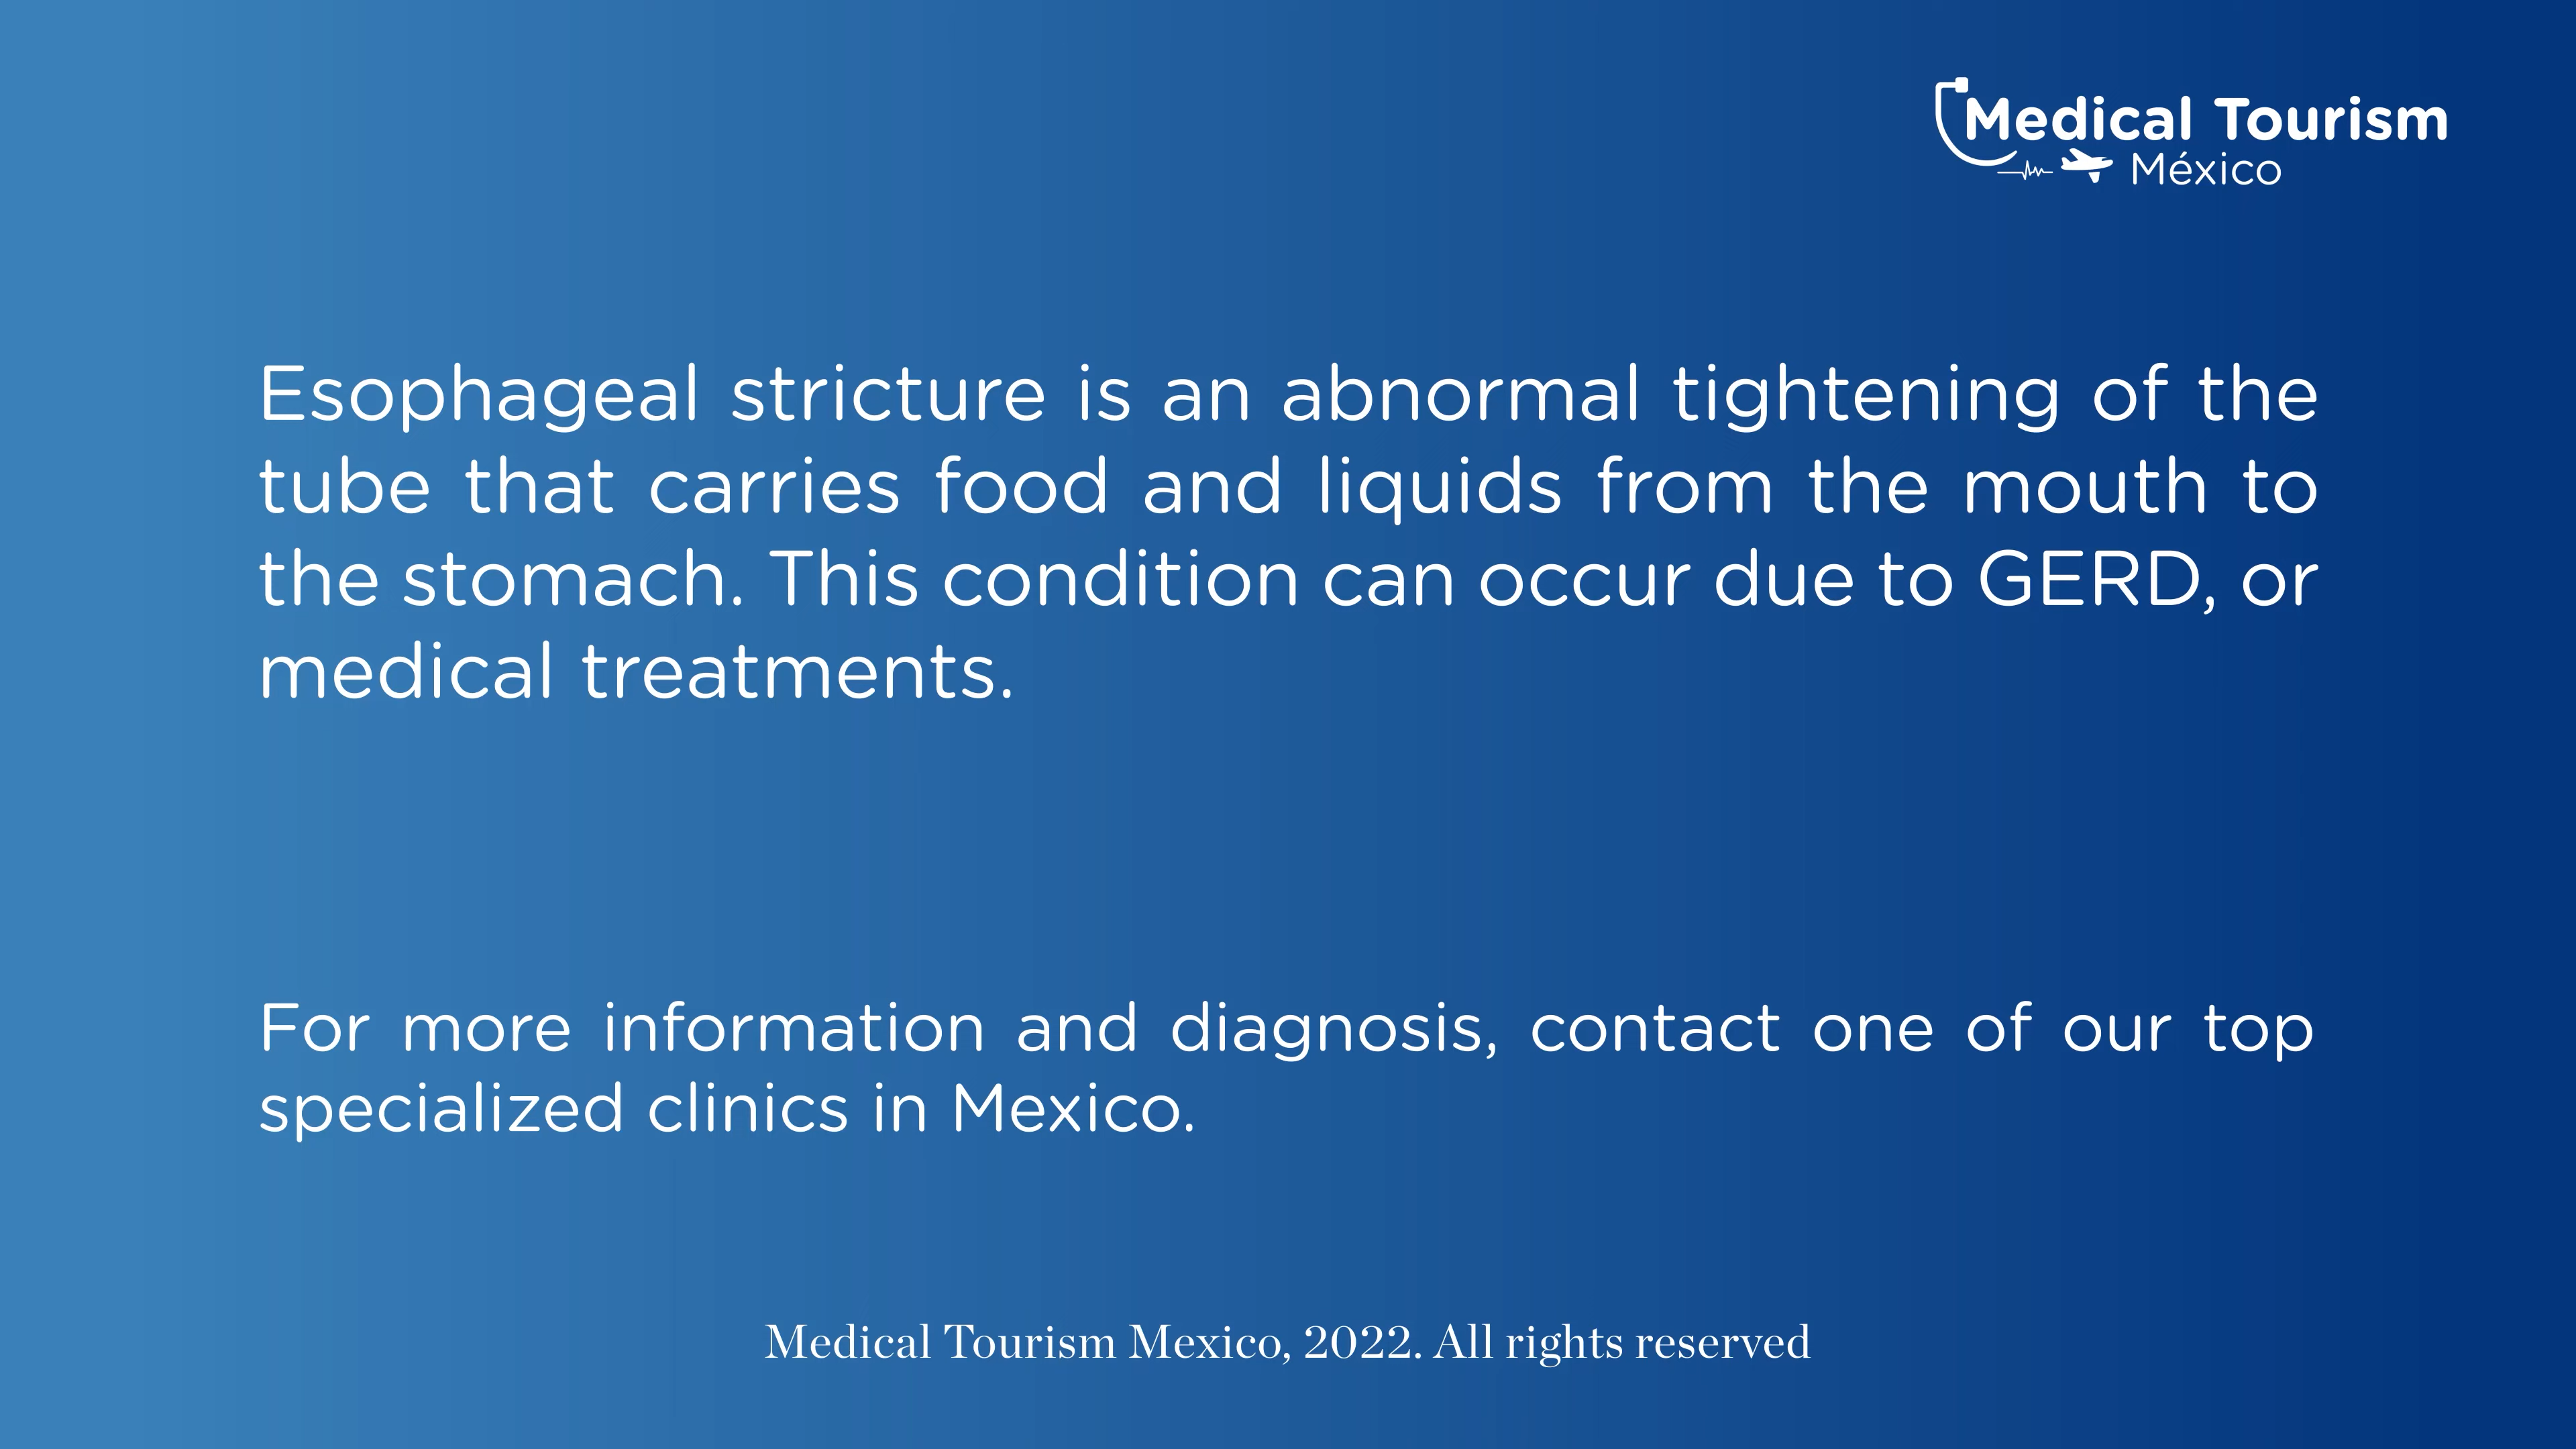 Medical Tourism
México
Esophageal stricture is an abnormal tightening of the
tube that carries food and liquids from the mouth to
the stomach. This condition can occur due to GERD, or
medical treatments.
For more information and diagnosis, contact one of our top
specialized clinics in Mexico.
Medical Tourism Mexico, 2022. All rights reserved